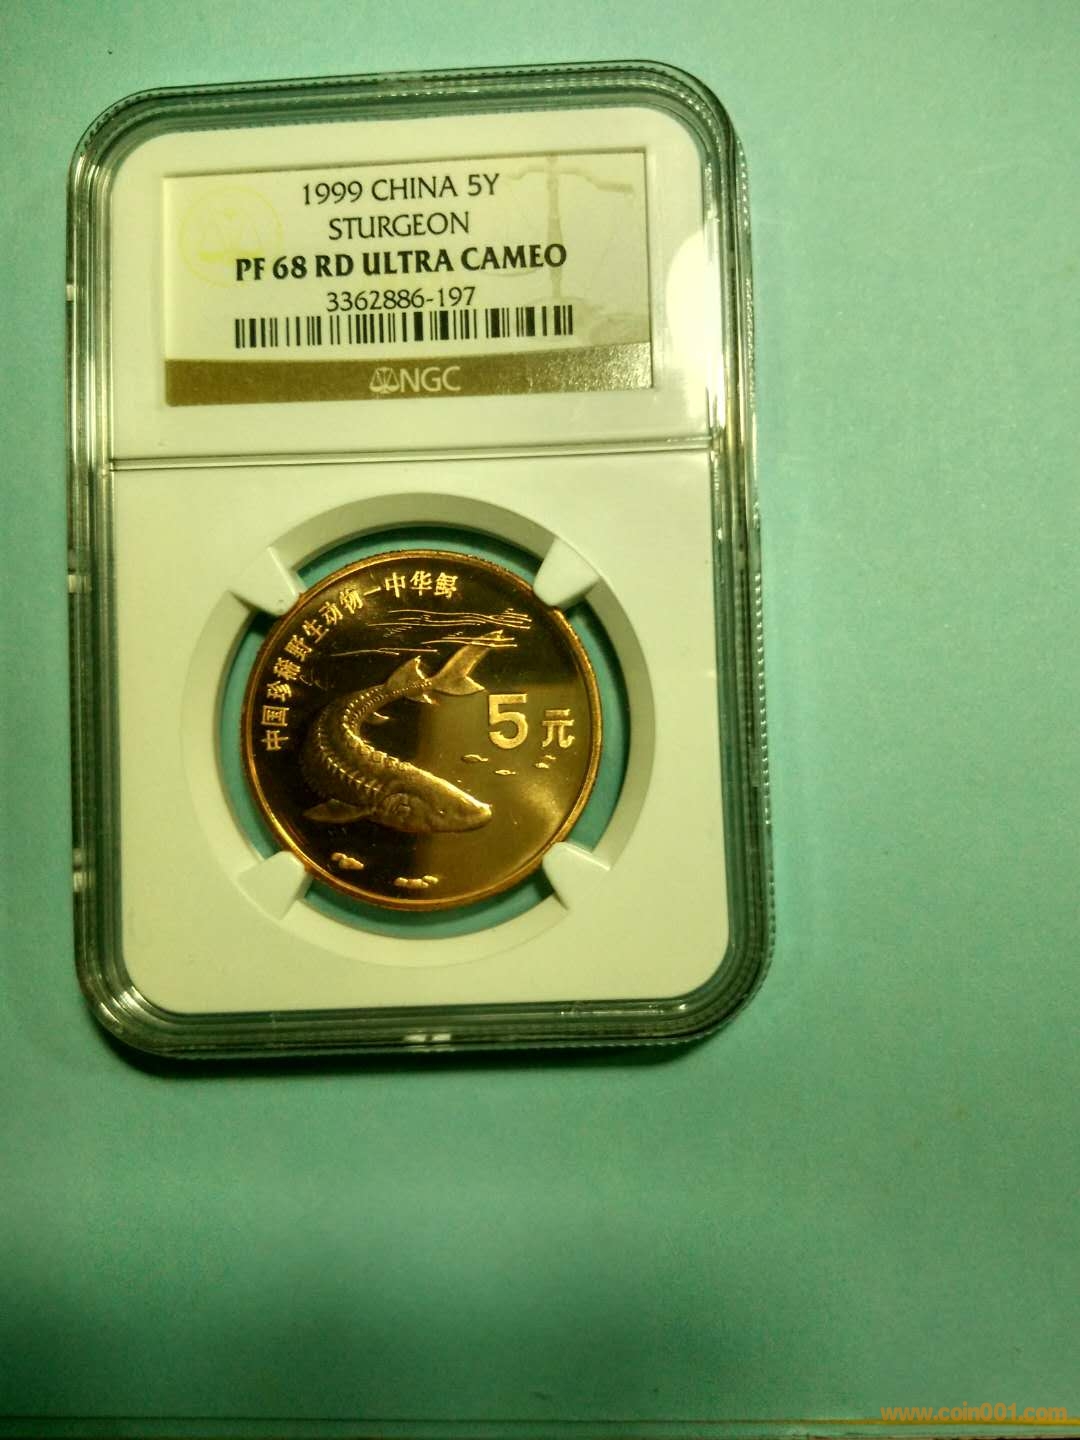 1999 CHINA 5Y
STURGEON
PF 68 RD ULTRA CAMEO
3362886-197
NGC
中国珍稀野生动物－中华鲟
5元
www.coin001.com